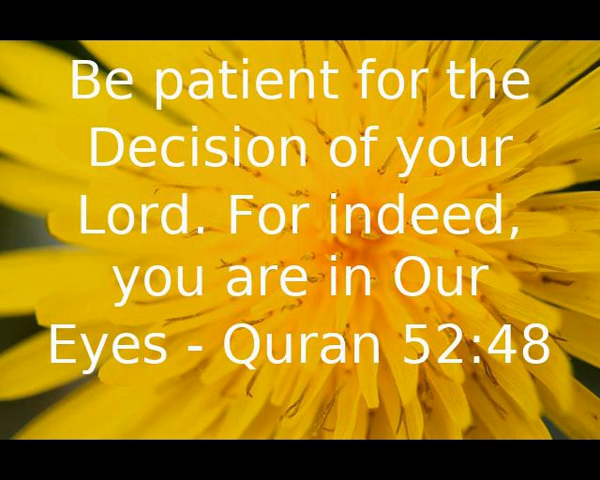 Be patient for the
Decision of your
Lord. For indeed,
you are in Our
Eyes - Quran 52:48